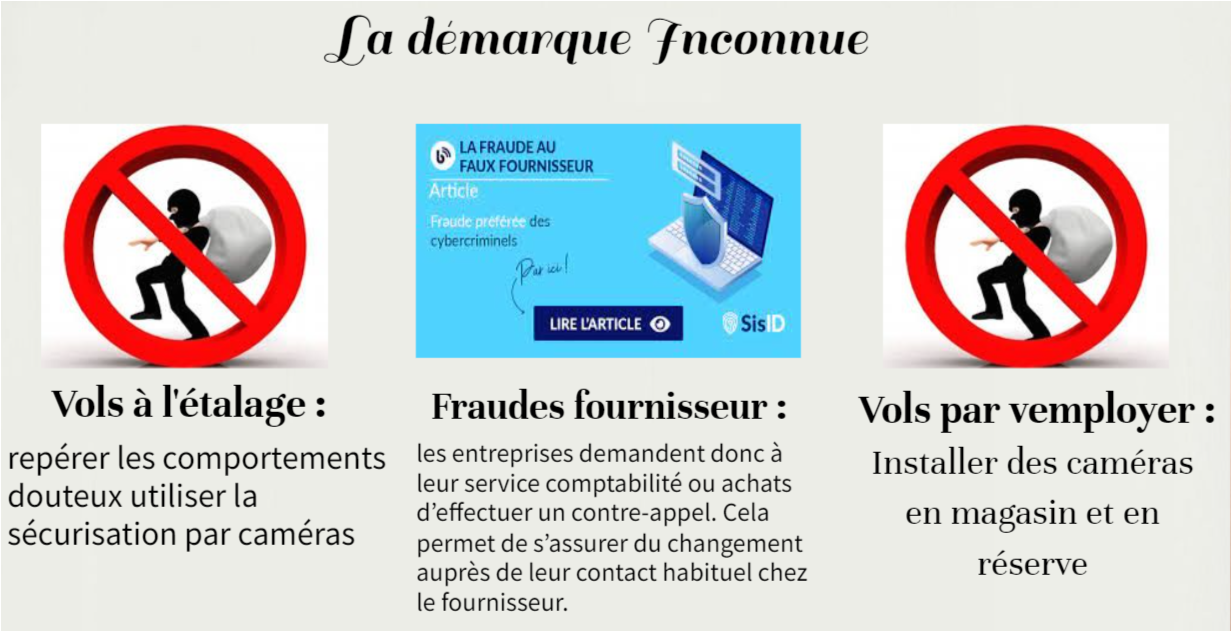 La démarque Inconnue
LA FRAUDE AU
FAUX FOURNISSEUR
Article
Fraude préférée des
cybercriminels
Par ici !
LIRE L'ARTICLE
SisID
Vols à l'étalage :
repérer les comportements
douteux utiliser la
sécurisation par caméras
Fraudes fournisseur :
les entreprises demandent donc à
leur service comptabilité ou achats
d'effectuer un contre-appel. Cela
permet de s'assurer du changement
auprès de leur contact habituel chez
le fournisseur.
Vols par vemployer :
Installer des caméras
en magasin et en
réserve